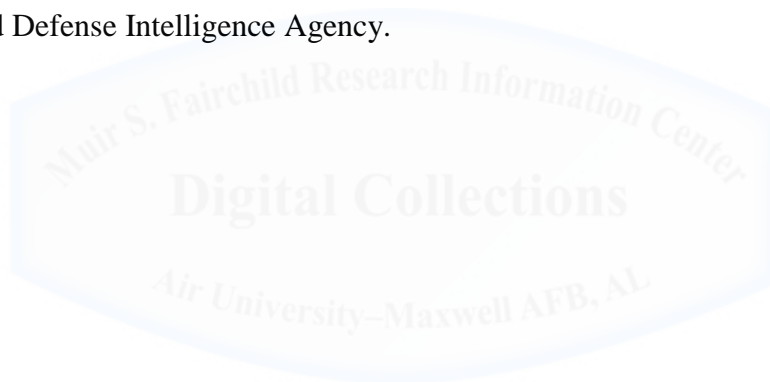 d Defense Intelligence Agency.
Muir S. Fairchild Research Information Center
Digital Collections
Air University–Maxwell AFB, AL